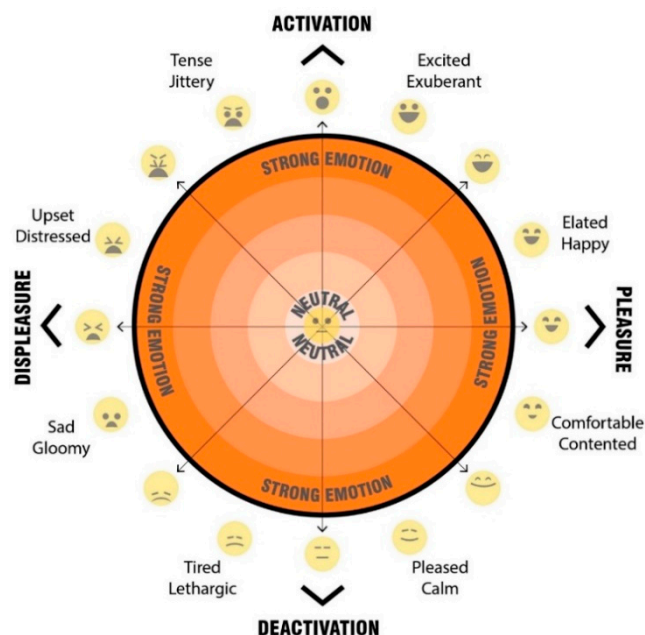 ACTIVATION
Tense
Jittery
Excited
Exuberant
STRONG EMOTION
Upset
Distressed
Elated
Happy
DISPLEASURE
STRONG EMOTION
NEUTRAL
NEUTRAL
STRONG EMOTION
PLEASURE
Sad
Gloomy
Comfortable
Contented
STRONG EMOTION
Tired
Lethargic
Pleased
Calm
DEACTIVATION